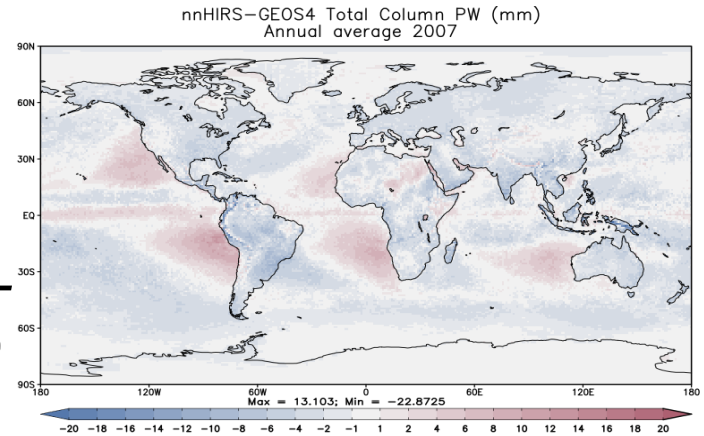 nnHIRS-GEOS4 Total Column PW (mm)
Annual average 2007
90N
60N
30N
EQ
30S
60S
90S
180 120W 60W 0 60E 120E 180
Max = 13.103; Min = -22.8725
-20 -18 -16 -14 -12 -10 -8 -6 -4 -2 -1 1 2 4 6 8 10 12 14 16 18 20